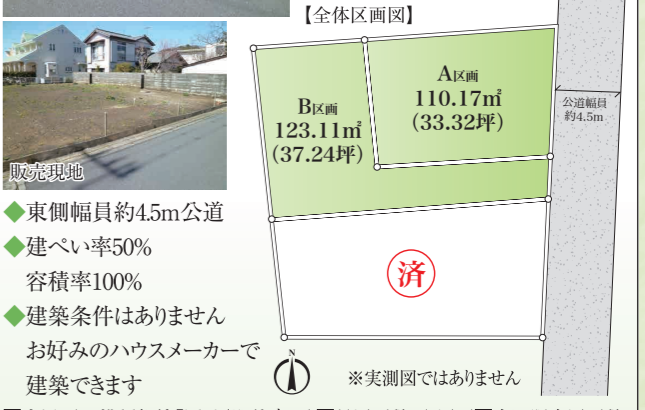 【全体区画図】
A区画
110.17㎡
(33.32坪)
B区画
123.11㎡
(37.24坪)
公道幅員
約4.5m
販売現地
◆東側幅員約4.5m公道
◆建ぺい率50%
容積率100%
◆建築条件はありません
お好みのハウスメーカーで
建築できます
済
N
※実測図ではありません